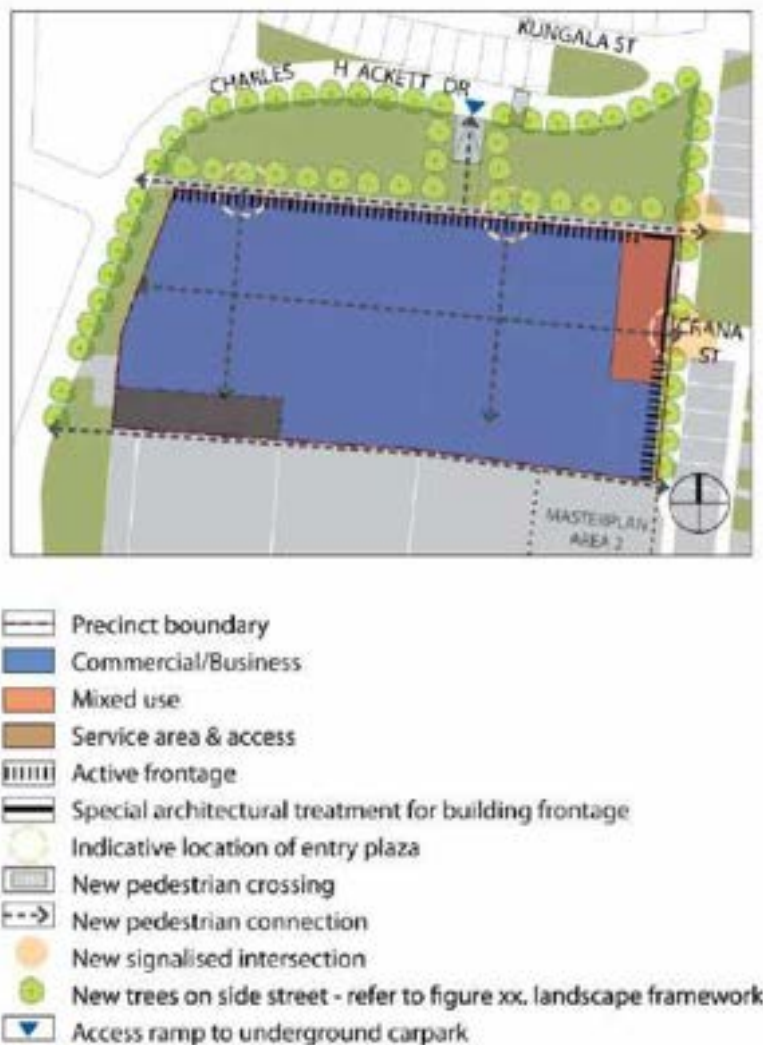 KUNGALA ST
CHARLES HACKETT DR
CRANA
ST
MASTERPLAN
AREA 2
Precinct boundary
Commercial/Business
Mixed use
Service area & access
Active frontage
Special architectural treatment for building frontage
Indicative location of entry plaza
New pedestrian crossing
New pedestrian connection
New signalised intersection
New trees on side street - refer to figure xx. landscape framework
Access ramp to underground carpark